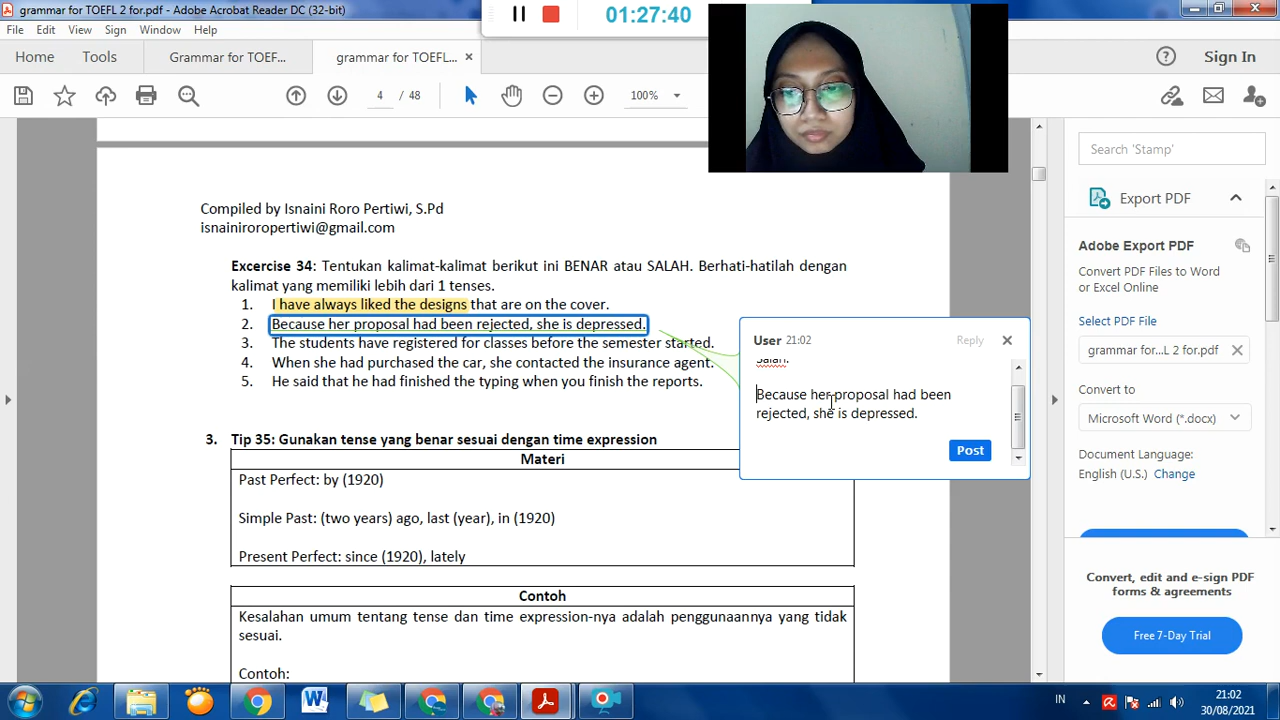 grammar for TOEFL 2 for.pdf - Adobe Acrobat Reader DC (32-bit)
01:27:40
File Edit View Sign Window Help
Home Tools Grammar for TOEF... grammar for TOEFL... × Sign In
4 / 48 100%
Search 'Stamp'
Export PDF
Adobe Export PDF
Convert PDF Files to Word
or Excel Online
Select PDF File
grammar for...L 2 for.pdf
Convert to
Microsoft Word (*.docx)
Document Language:
English (U.S.) Change
Convert, edit and e-sign PDF
forms & agreements
Free 7-Day Trial
Compiled by Isnaini Roro Pertiwi, S.Pd
isnainiroropertiwi@gmail.com
Excercise 34: Tentukan kalimat-kalimat berikut ini BENAR atau SALAH. Berhati-hatilah dengan
kalimat yang memiliki lebih dari 1 tenses.
1. I have always liked the designs that are on the cover.
2. Because her proposal had been rejected, she is depressed.
3. The students have registered for classes before the semester started.
4. When she had purchased the car, she contacted the insurance agent.
5. He said that he had finished the typing when you finish the reports.
User 21:02 Reply
Salah.
Because her proposal had been
rejected, she is depressed.
Post
3. Tip 35: Gunakan tense yang benar sesuai dengan time expression
Materi
Past Perfect: by (1920)
Simple Past: (two years) ago, last (year), in (1920)
Present Perfect: since (1920), lately
Contoh
Kesalahan umum tentang tense dan time expression-nya adalah penggunaannya yang tidak
sesuai.
Contoh:
IN
21:02
30/08/2021